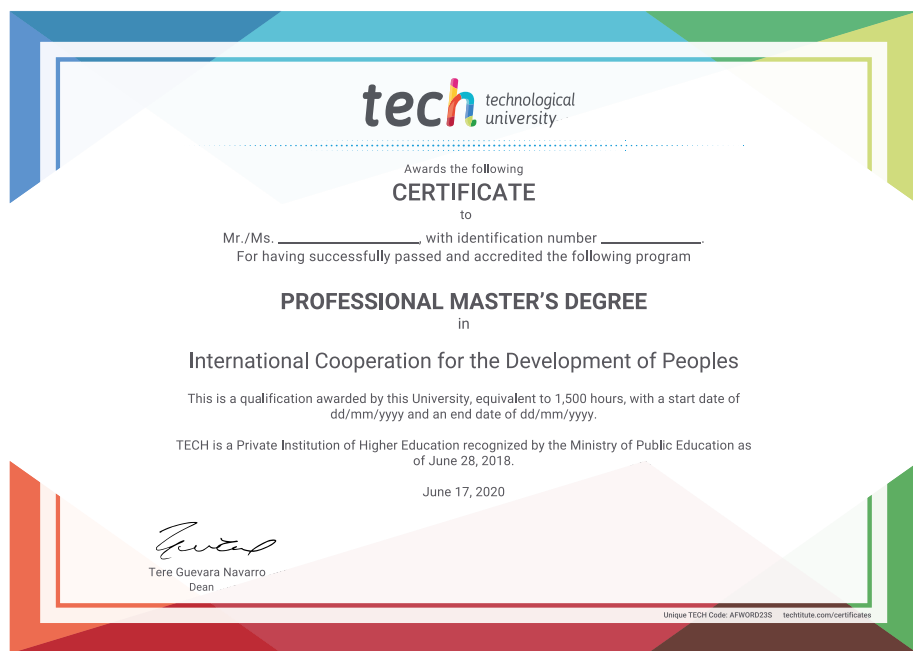 tech technological
university
Awards the following
CERTIFICATE
to
Mr./Ms. ____________, with identification number ____________.
For having successfully passed and accredited the following program
PROFESSIONAL MASTER'S DEGREE
in
International Cooperation for the Development of Peoples
This is a qualification awarded by this University, equivalent to 1,500 hours, with a start date of
dd/mm/yyyy and an end date of dd/mm/yyyy.
TECH is a Private Institution of Higher Education recognized by the Ministry of Public Education as
of June 28, 2018.
June 17, 2020
Tere Guevara Navarro
Dean
Unique TECH Code: AFWORD23S techtitute.com/certificates